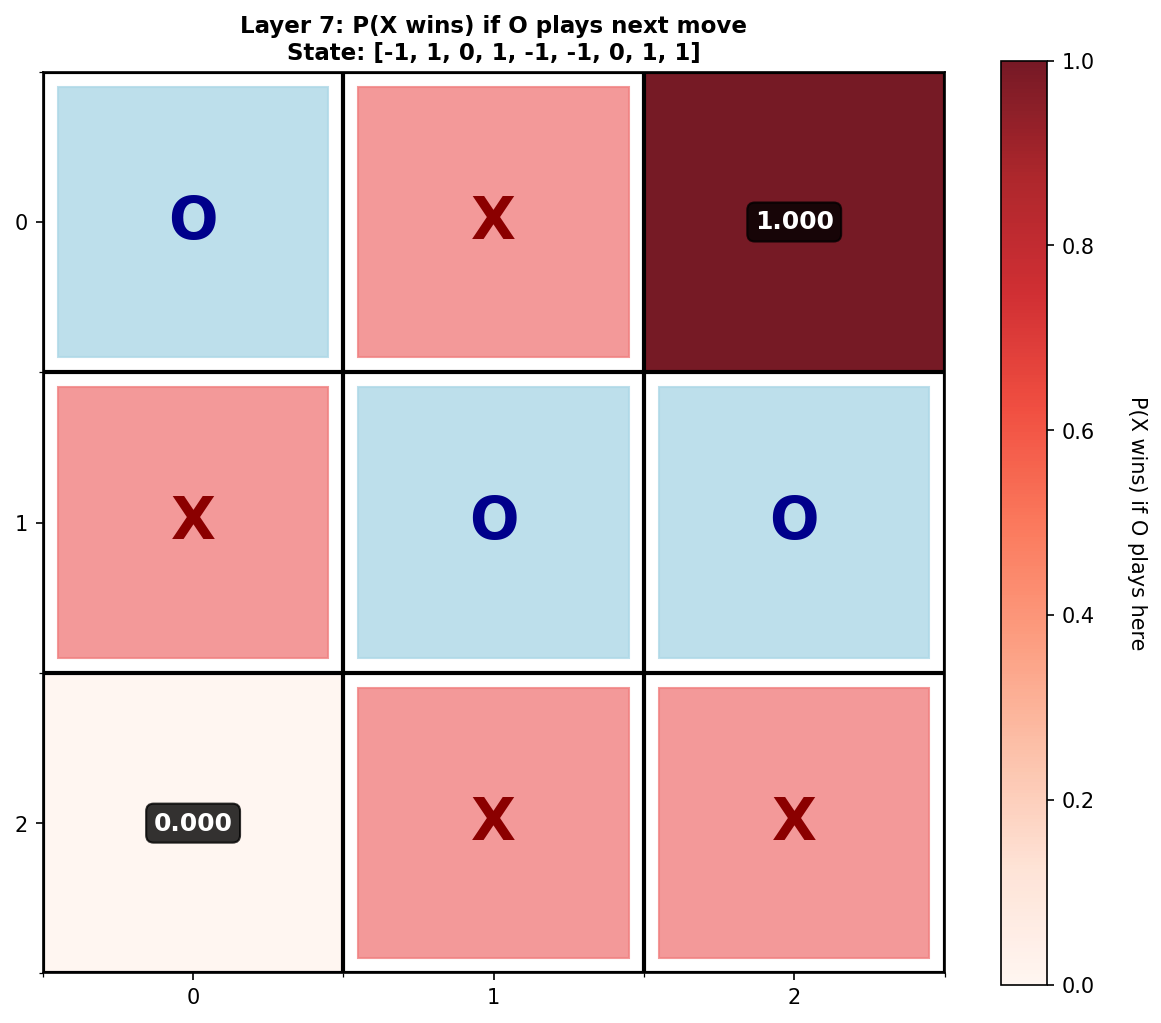 Layer 7: P(X wins) if O plays next move
State: [-1, 1, 0, 1, -1, -1, 0, 1, 1]
0
O
X
1.000
1
X
O
O
2
0.000
X
X
0
1
2
1.0
0.8
0.6
0.4
0.2
0.0
P(X wins) if O plays here